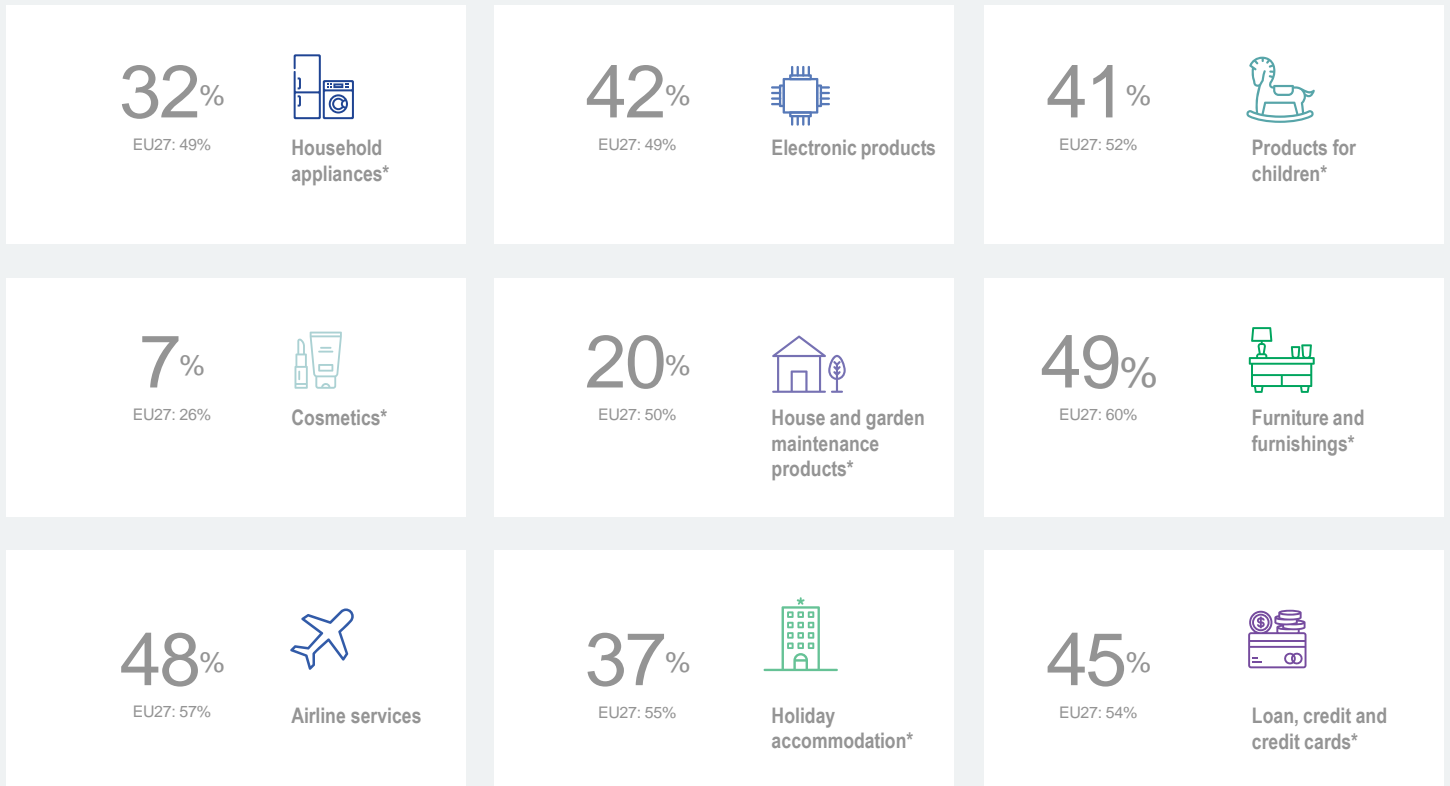 32%
EU27: 49%
Household
appliances*
42%
EU27: 49%
Electronic products
41%
EU27: 52%
Products for
children*
7%
EU27: 26%
Cosmetics*
20%
EU27: 50%
House and garden
maintenance
products*
49%
EU27: 60%
Furniture and
furnishings*
48%
EU27: 57%
Airline services
37%
EU27: 55%
Holiday
accommodation*
45%
EU27: 54%
$
Loan, credit and
credit cards*